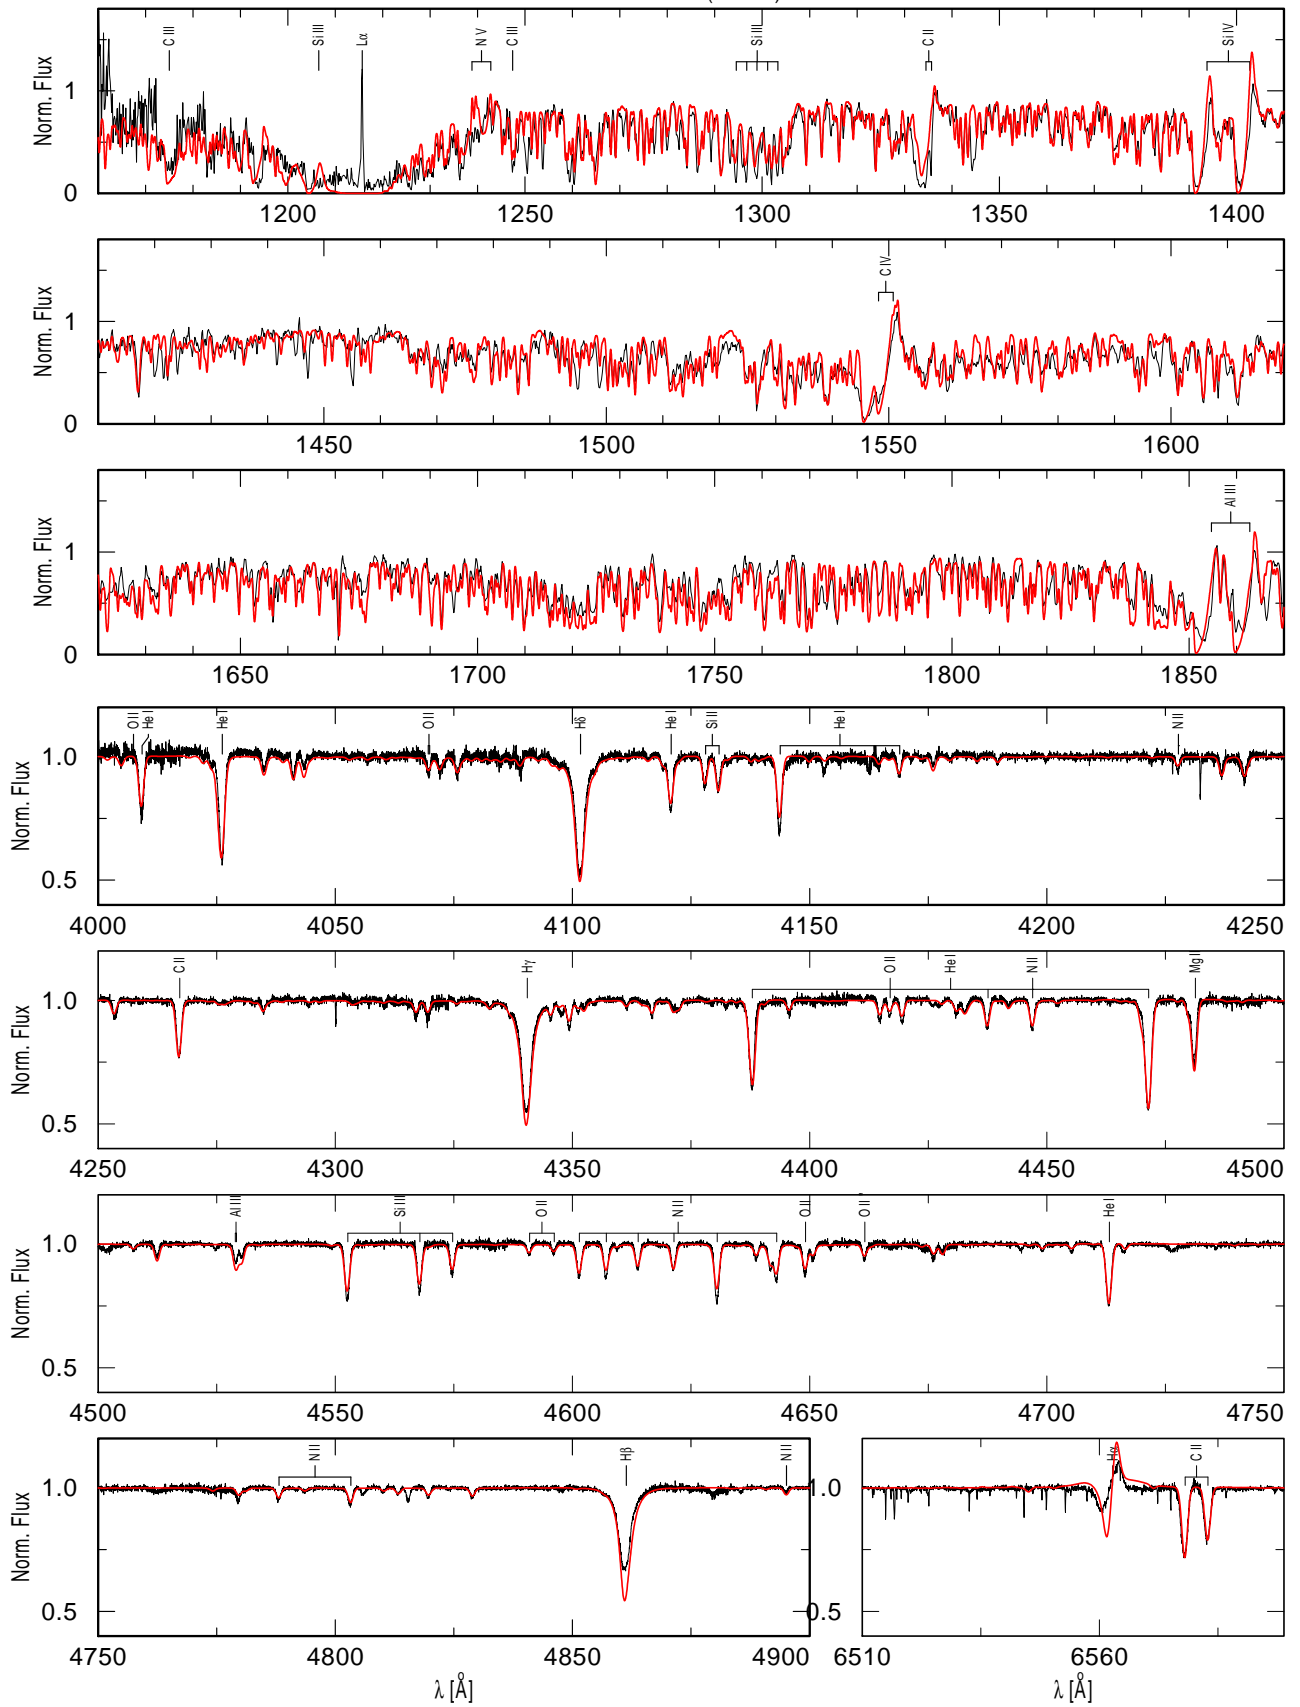 C III Si III Lα N V C III Si III C II Si IV
Norm. Flux
1
0
1200 1250 1300 1350 1400
C IV
Norm. Flux
1
0
1450 1500 1550 1600
Al III
Norm. Flux
1
0
1650 1700 1750 1800 1850
O II He I He I O II Hδ He I Si II He I N II
Norm. Flux
1.0
0.5
4000 4050 4100 4150 4200 4250
C II Hγ O II He I N II Mg II
Norm. Flux
1.0
0.5
4250 4300 4350 4400 4450 4500
Al III Si III O II N II O II O II He I
Norm. Flux
1.0
0.5
4500 4550 4600 4650 4700 4750
N II Hβ N II Hα C II
Norm. Flux
1.0 1.0
0.5 0.5
4750 4800 4850 4900 6510 6560
λ [Å] λ [Å]